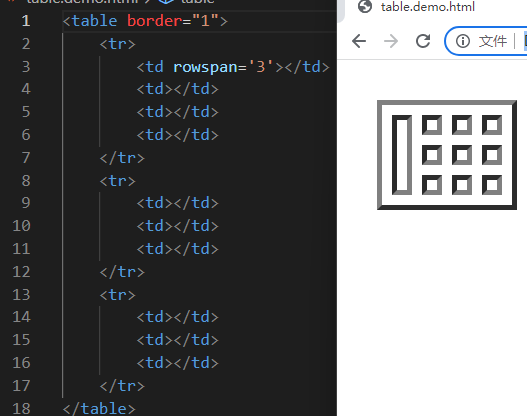 table.demo.html > table
1 <table border="1">
2 <tr>
3 <td rowspan='3'></td>
4 <td></td>
5 <td></td>
6 <td></td>
7 </tr>
8 <tr>
9 <td></td>
10 <td></td>
11 <td></td>
12 </tr>
13 <tr>
14 <td></td>
15 <td></td>
16 <td></td>
17 </tr>
18 </table>
table.demo.html
文件